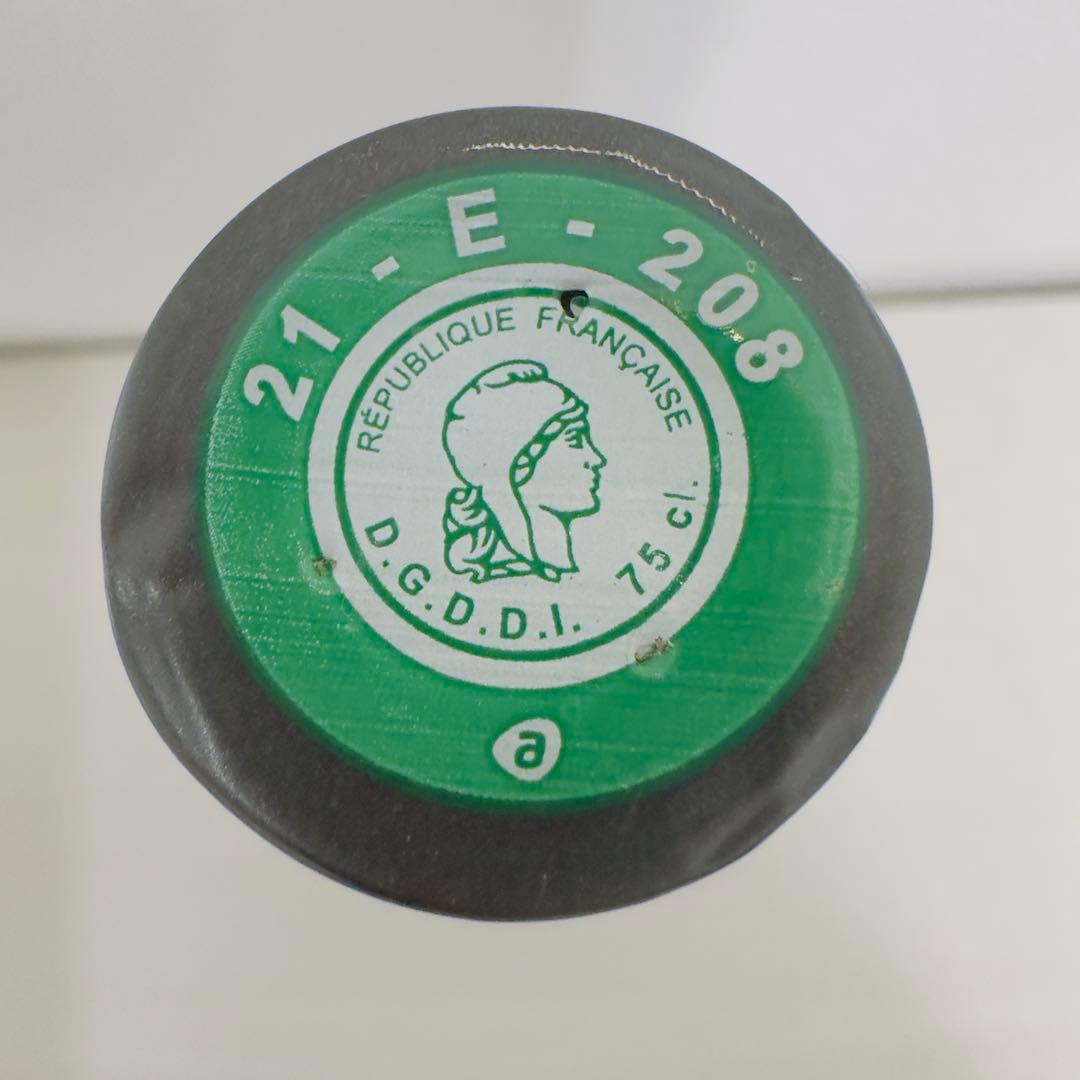 21 - E - 208
RÉPUBLIQUE FRANÇAISE
D.G.D.D.I. 75 cl.
a